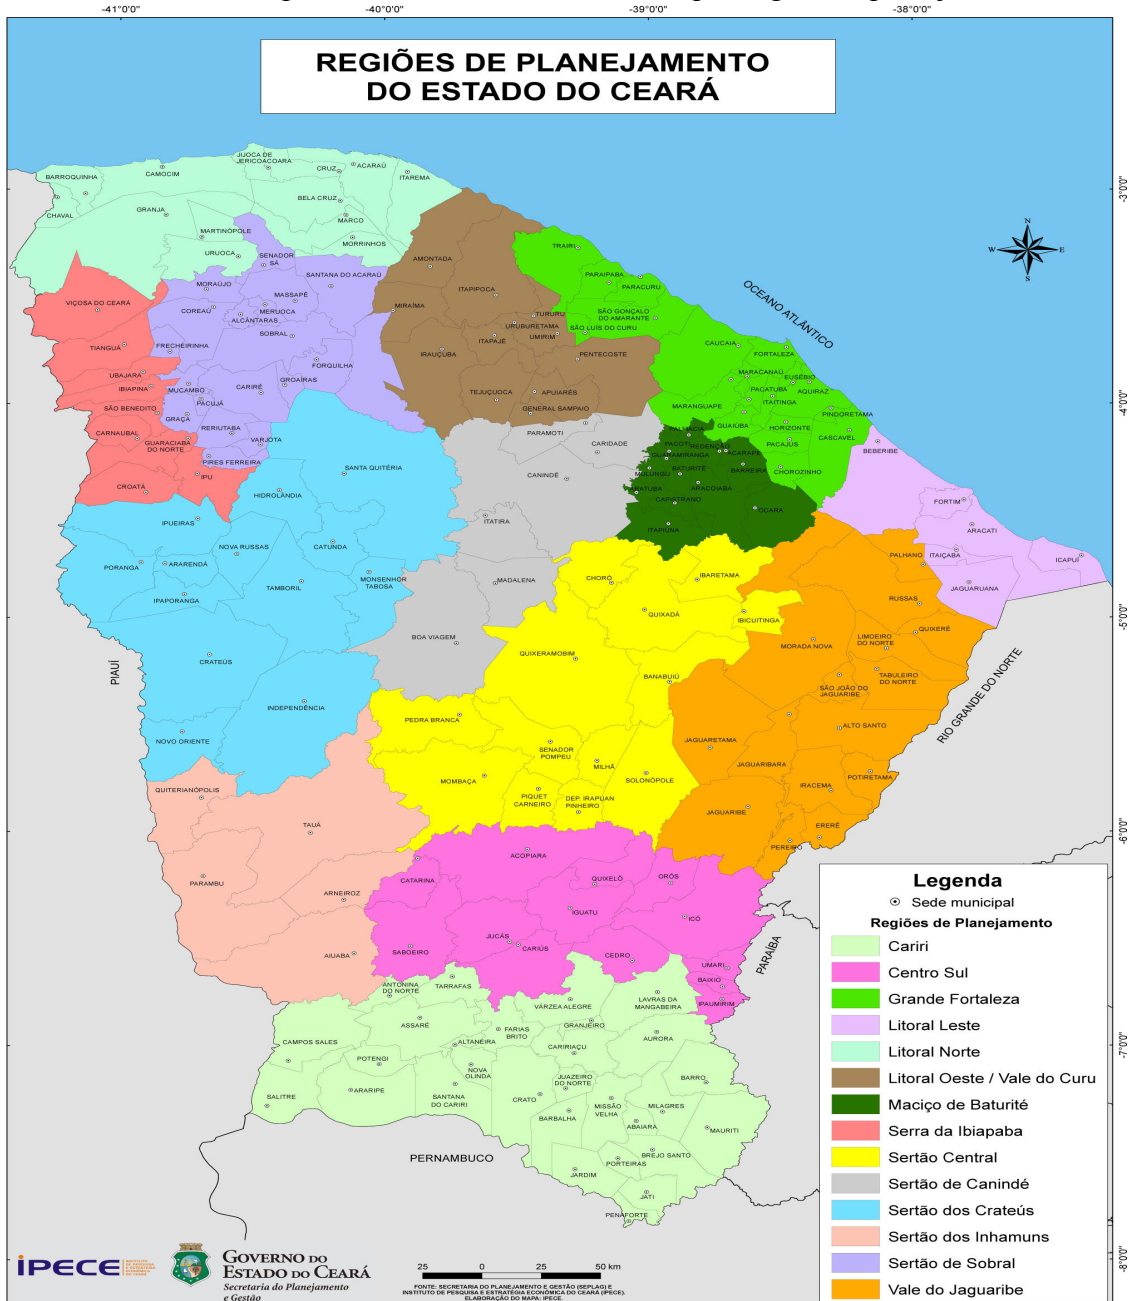 -41°0'0"
-40°0'0"
-39°0'0"
-38°0'0"
REGIÕES DE PLANEJAMENTO
DO ESTADO DO CEARÁ
-3°0'0"
-4°0'0"
-5°0'0"
-6°0'0"
-7°0'0"
-8°0'0"
N
W
E
S
OCEANO ATLÂNTICO
PIAUÍ
RIO GRANDE DO NORTE
PARAÍBA
PERNAMBUCO
BARROQUINHA
CAMOCIM
JIJOCA DE
JERICOACOARA
CRUZ
ACARAÚ
ITAREMA
CHAVAL
GRANJA
BELA CRUZ
MARCO
MARTINÓPOLE
MORRINHOS
URUOCA
SENADOR
SÁ
VIÇOSA DO CEARÁ
MORAÚJO
SANTANA DO ACARAÚ
MASSAPÊ
COREAÚ
MERUOCA
ALCÂNTARAS
SOBRAL
TIANGUÁ
FRECHEIRINHA
FORQUILHA
UBAJARA
IBIAPINA
MUCAMBO
CARIRÉ
GROAÍRAS
PACUJÁ
SÃO BENEDITO
GRAÇA
RERIUTABA
CARNAUBAL
GUARACIABA
DO NORTE
VARJOTA
PIRES FERREIRA
IPU
CROATÁ
AMONTADA
MIRAÍMA
ITAPIPOCA
TURURU
URUBURETAMA
UMIRIM
ITAPAJÉ
IRAUÇUBA
PENTECOSTE
TEJUÇUOCA
APUIARÉS
GENERAL SAMPAIO
TRAIRI
PARAIPABA
PARACURU
SÃO GONÇALO
DO AMARANTE
SÃO LUÍS DO CURU
CAUCAIA
FORTALEZA
MARACANAÚ
EUSÉBIO
PACATUBA
AQUIRAZ
ITAITINGA
MARANGUAPE
PINDORETAMA
GUAIÚBA
HORIZONTE
PACAJUS
CASCAVEL
CHOROZINHO
BEBERIBE
FORTIM
ARACATI
ITAIÇABA
ICAPUÍ
JAGUARUANA
PALMÁCIA
PACOTI
REDENÇÃO
ACARAPE
GUARAMIRANGA
MULUNGU
BATURITÉ
BARREIRA
ARATUBA
ARACOIABA
CAPISTRANO
OCARA
ITAPIÚNA
PARAMOTI
CARIDADE
CANINDÉ
ITATIRA
MADALENA
BOA VIAGEM
SANTA QUITÉRIA
HIDROLÂNDIA
IPUEIRAS
NOVA RUSSAS
CATUNDA
PORANGA
ARARENDÁ
TAMBORIL
MONSENHOR
TABOSA
IPAPORANGA
CRATEÚS
INDEPENDÊNCIA
NOVO ORIENTE
CHORÓ
IBARETAMA
QUIXADÁ
IBICUITINGA
QUIXERAMOBIM
BANABUIÚ
PEDRA BRANCA
SENADOR
POMPEU
MILHÃ
SOLONÓPOLE
MOMBAÇA
PIQUET
CARNEIRO
DEP. IRAPUAN
PINHEIRO
PALHANO
RUSSAS
QUIXERÉ
MORADA NOVA
LIMOEIRO
DO NORTE
TABULEIRO
DO NORTE
SÃO JOÃO DO
JAGUARIBE
ALTO SANTO
JAGUARETAMA
JAGUARIBARA
POTIRETAMA
IRACEMA
JAGUARIBE
ERERÊ
PEREIRO
QUITERIANÓPOLIS
TAUÁ
PARAMBU
ARNEIROZ
AIUABA
ACOPIARA
CATARINA
QUIXELÔ
ORÓS
IGUATU
ICÓ
JUCÁS
CARIÚS
SABOEIRO
CEDRO
UMARI
BAIXIO
IPAUMIRIM
ANTONINA
DO NORTE
TARRAFAS
VÁRZEA ALEGRE
LAVRAS DA
MANGABEIRA
ASSARÉ
FARIAS
BRITO
GRANJEIRO
ALTANEIRA
CARIRIAÇU
AURORA
CAMPOS SALES
POTENGI
NOVA
OLINDA
JUAZEIRO
DO NORTE
BARRO
SALITRE
ARARIPE
SANTANA
DO CARIRI
CRATO
MISSÃO
VELHA
MILAGRES
BARBALHA
ABAIARA
MAURITI
BREJO SANTO
PORTEIRAS
JARDIM
JATI
PENAFORTE
Legenda
Sede municipal
Regiões de Planejamento
Cariri
Centro Sul
Grande Fortaleza
Litoral Leste
Litoral Norte
Litoral Oeste / Vale do Curu
Maciço de Baturité
Serra da Ibiapaba
Sertão Central
Sertão de Canindé
Sertão dos Crateús
Sertão dos Inhamuns
Sertão de Sobral
Vale do Jaguaribe
iPECE
GOVERNO DO
ESTADO DO CEARÁ
Secretaria do Planejamento
e Gestão
25 0 25 50 km
FONTE: SECRETARIA DO PLANEJAMENTO E GESTÃO (SEPLAG) E
INSTITUTO DE PESQUISA E ESTRATÉGIA ECONÔMICA DO CEARÁ (IPECE).
ELABORAÇÃO DO MAPA: IPECE.